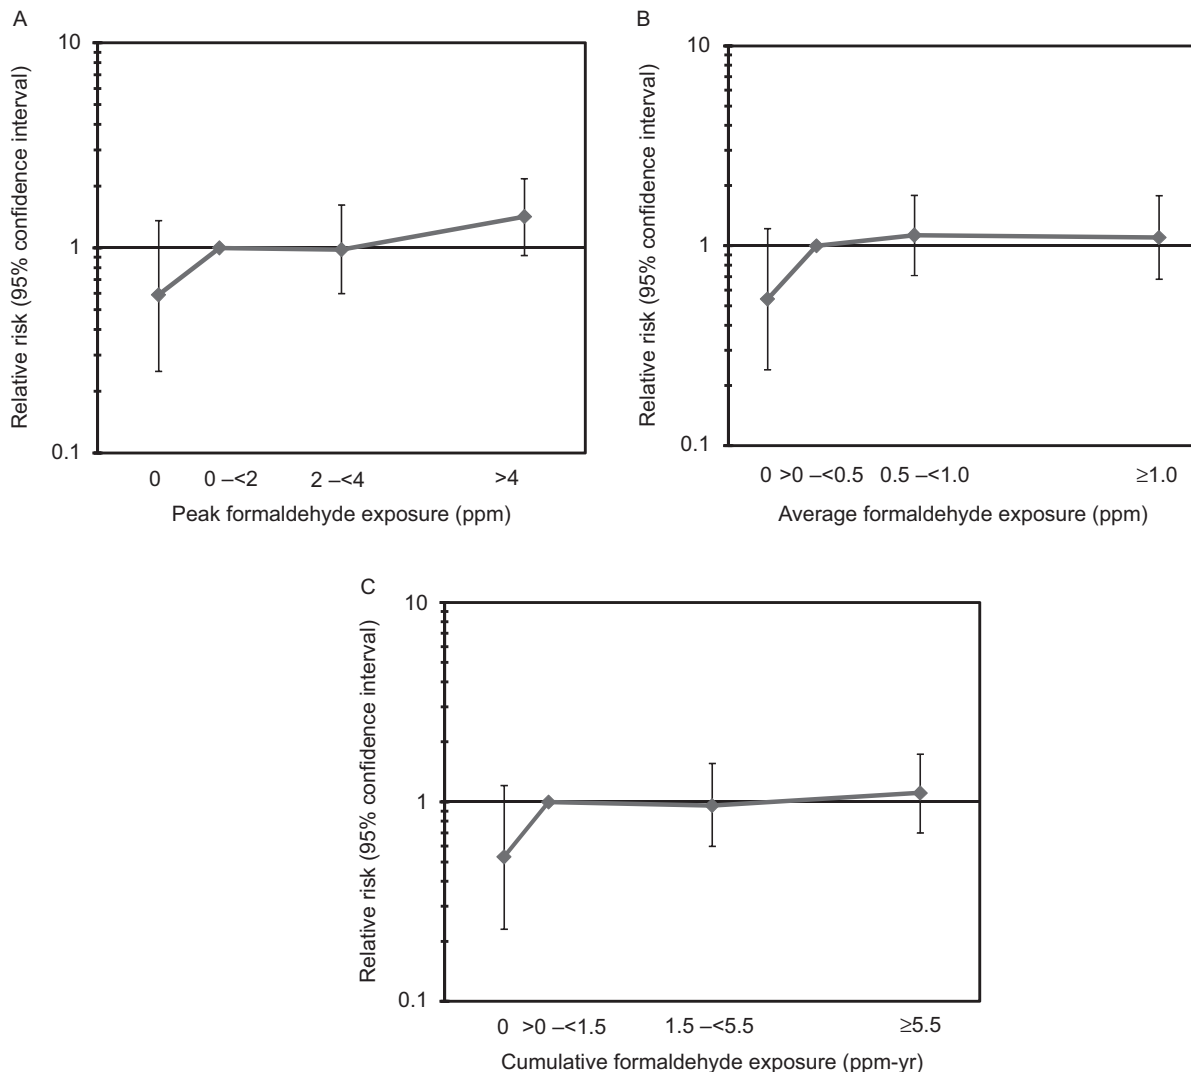 A
Relative risk (95% confidence interval)
10
1
0.1
0
0 –<2
2 –<4
>4
Peak formaldehyde exposure (ppm)
B
Relative risk (95% confidence interval)
10
1
0.1
0 >0 –<0.5 0.5 –<1.0 ≥1.0
Average formaldehyde exposure (ppm)
C
Relative risk (95% confidence interval)
10
1
0.1
0 >0 –<1.5 1.5 –<5.5 ≥5.5
Cumulative formaldehyde exposure (ppm-yr)